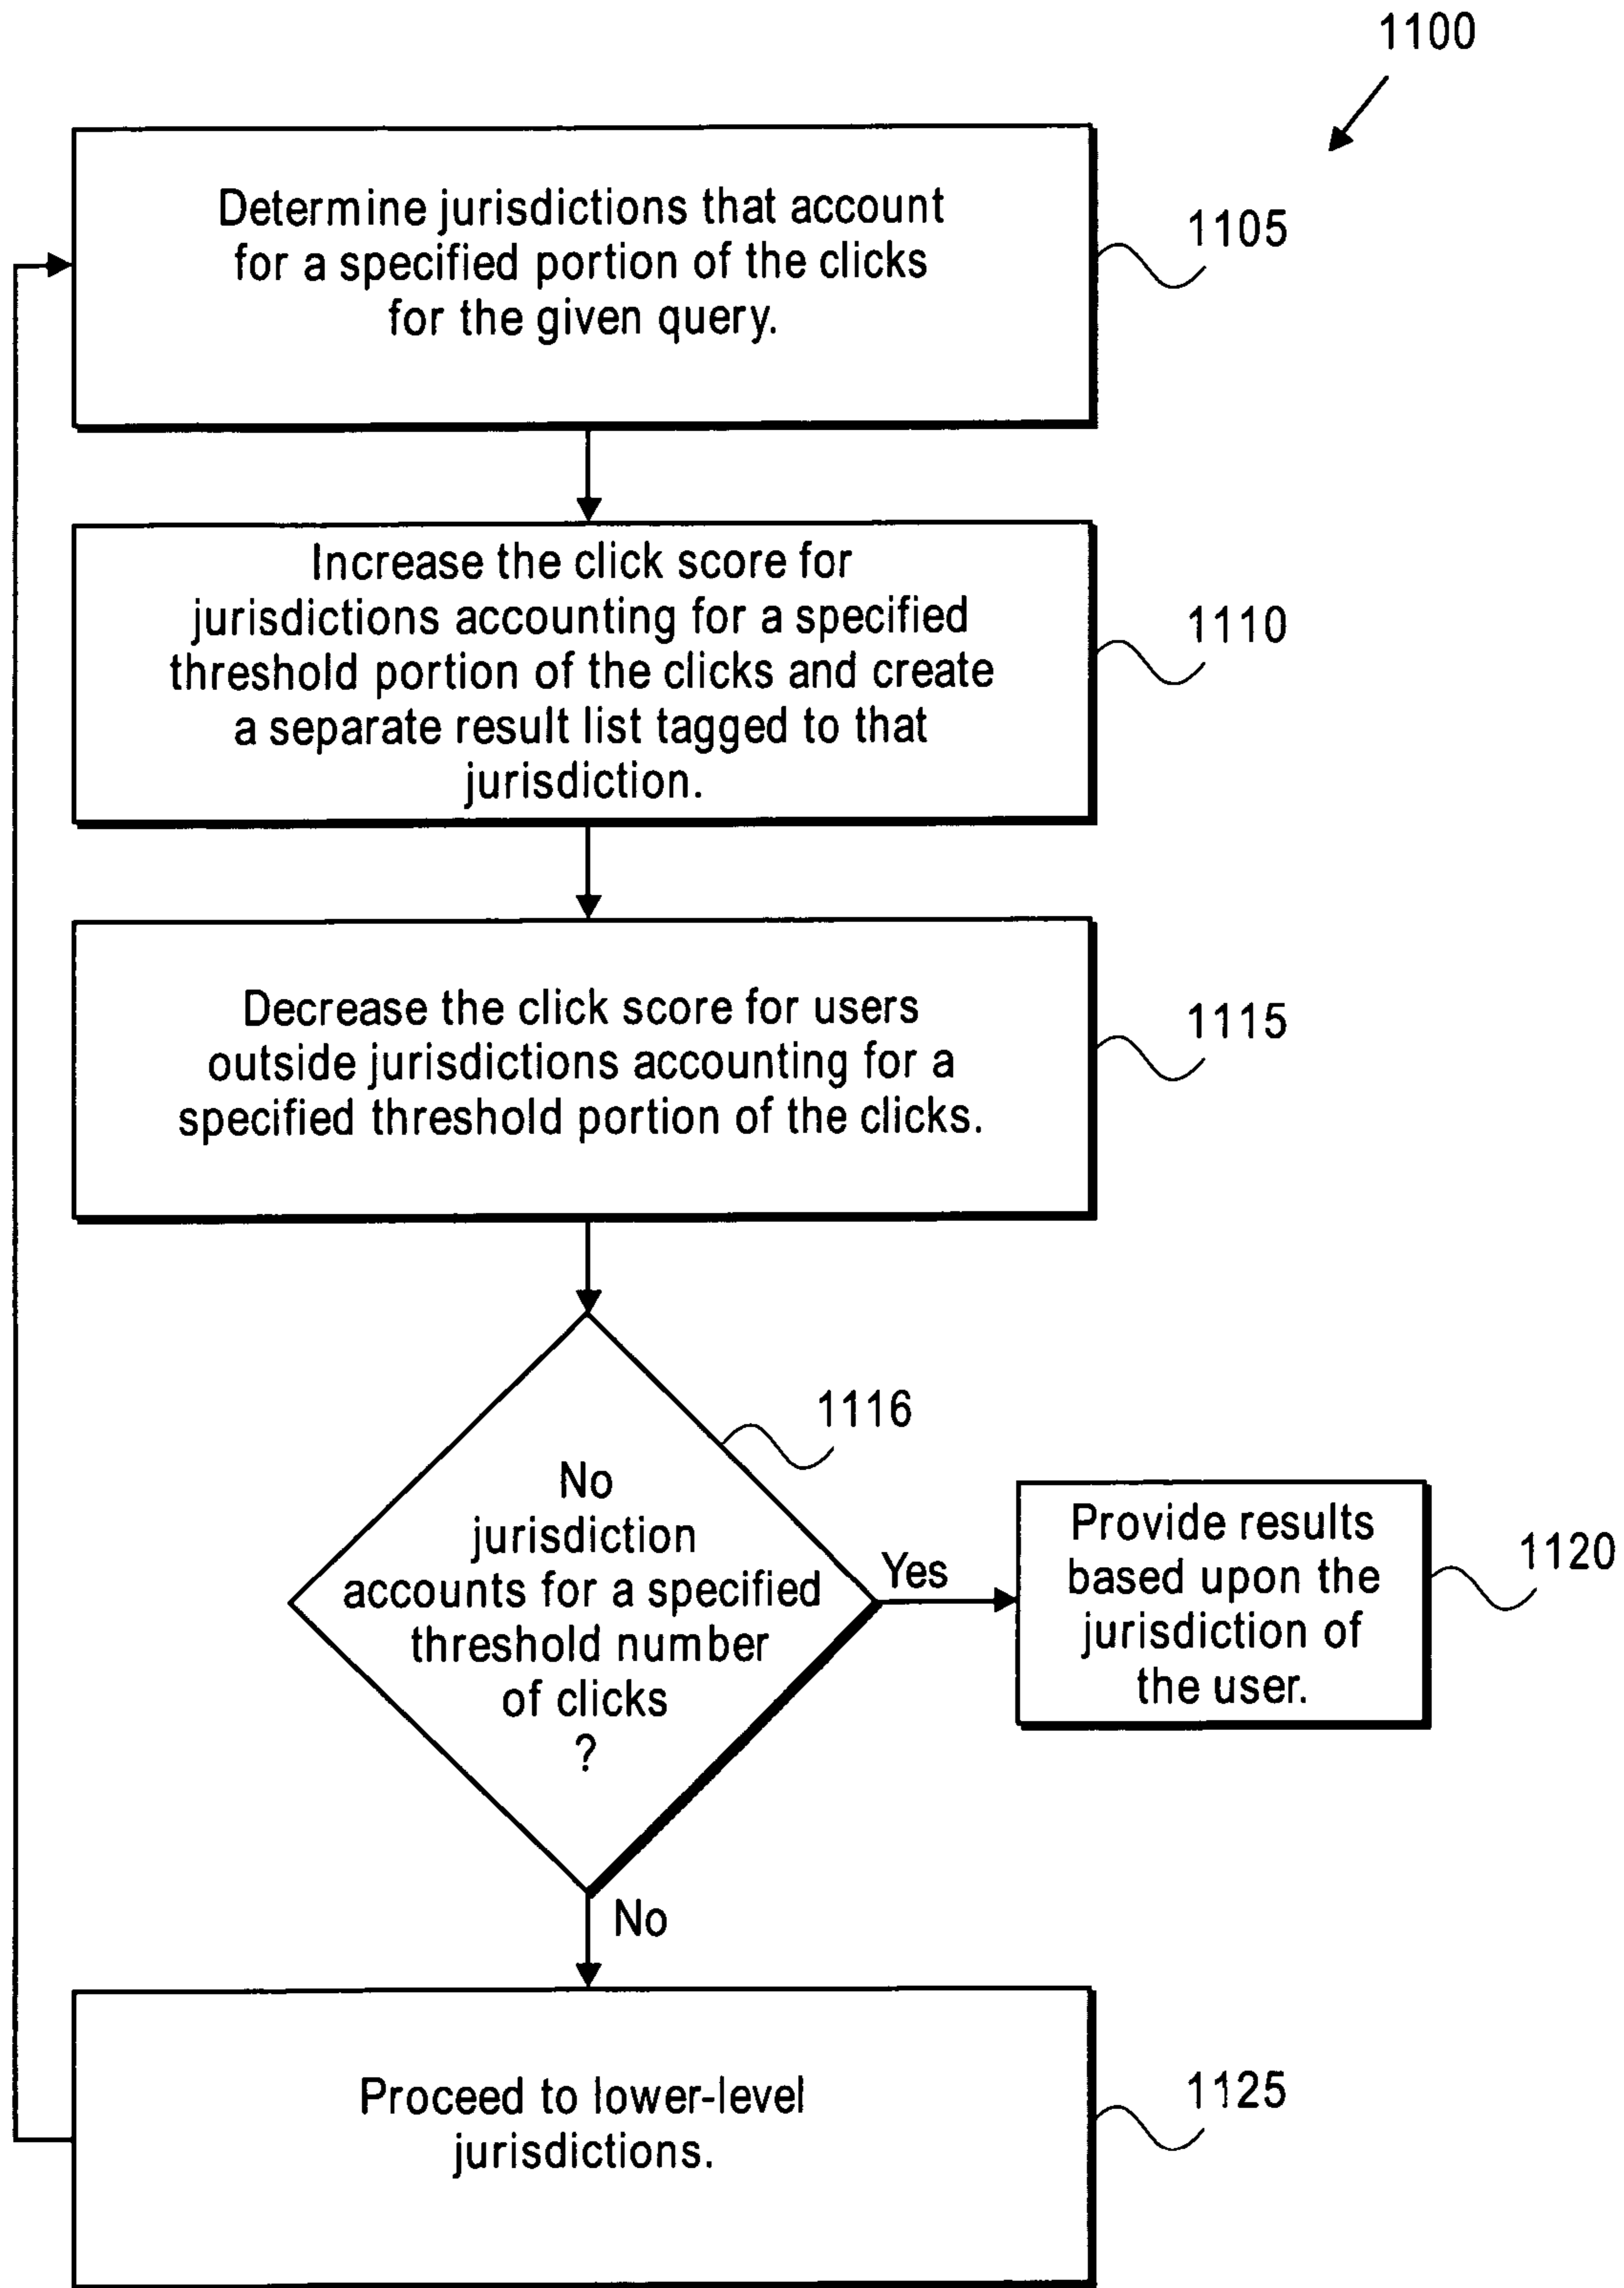 1100
Determine jurisdictions that account
for a specified portion of the clicks
for the given query.
1105
Increase the click score for
jurisdictions accounting for a specified
threshold portion of the clicks and create
a separate result list tagged to that
jurisdiction.
1110
Decrease the click score for users
outside jurisdictions accounting for a
specified threshold portion of the clicks.
1115
1116
No
jurisdiction
accounts for a specified
threshold number
of clicks
?
Yes
Provide results
based upon the
jurisdiction of
the user.
1120
No
Proceed to lower-level
jurisdictions.
1125